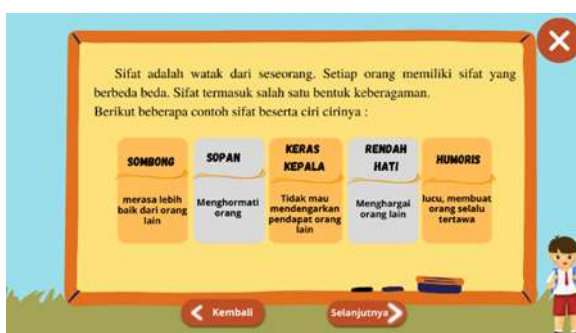 Sifat adalah watak dari seseorang. Setiap orang memiliki sifat yang
berbeda beda. Sifat termasuk salah satu bentuk keberagaman.
Berikut beberapa contoh sifat beserta ciri cirinya :
SOMBONG
merasa lebih
baik dari orang
lain
SOPAN
Menghormati
orang
KERAS
KEPALA
Tidak mau
mendengarkan
pendapat orang
lain
RENDAH
HATI
Menghargai
orang lain
HUMORIS
lucu, membuat
orang selalu
tertawa
Kembali
Selanjutnya